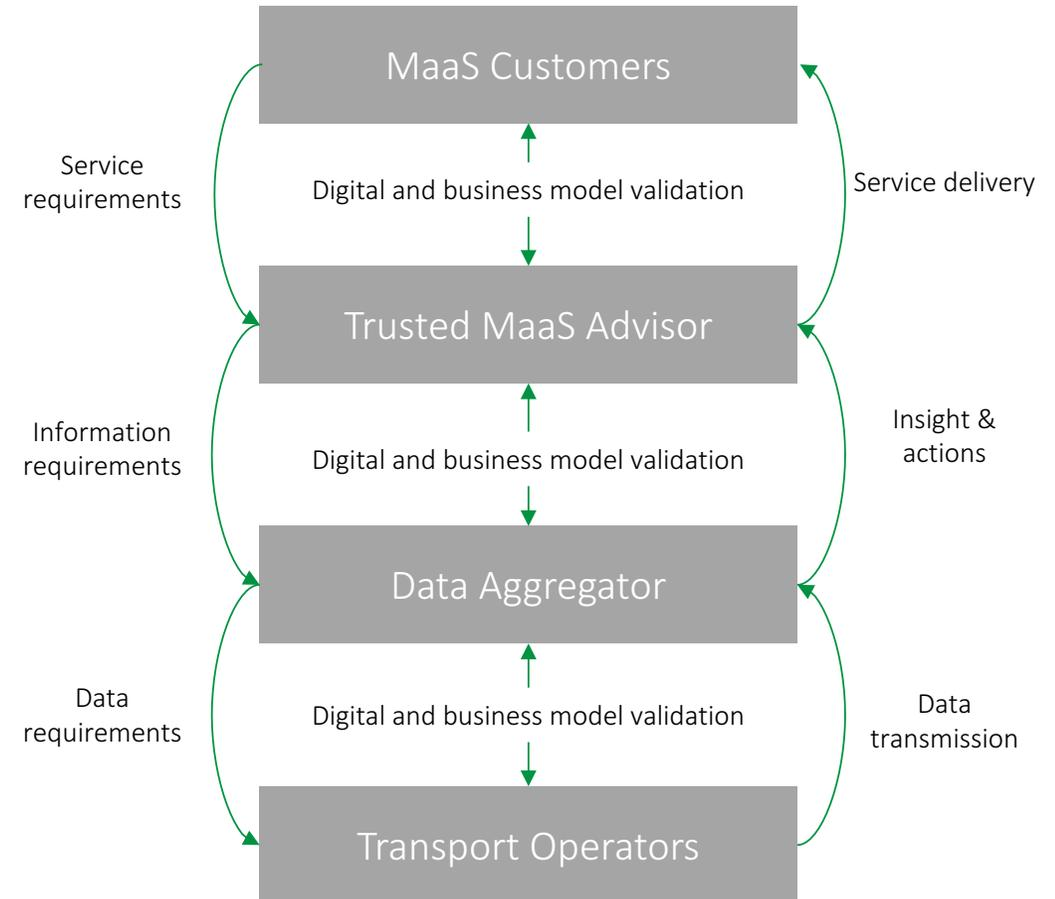 MaaS Customers
Service
requirements
Digital and business model validation
Service delivery
Trusted MaaS Advisor
Information
requirements
Digital and business model validation
Insight &
actions
Data Aggregator
Data
requirements
Digital and business model validation
Data
transmission
Transport Operators